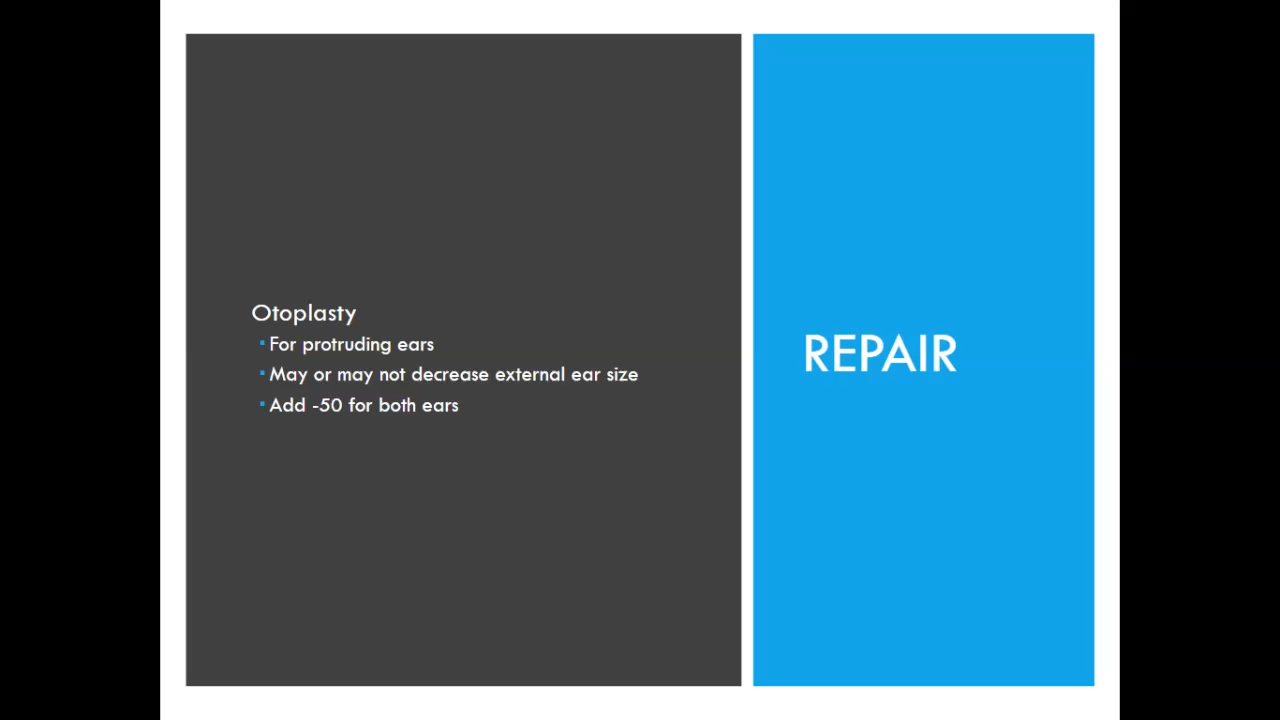 Otoplasty
▪For protruding ears
▪May or may not decrease external ear size
▪Add -50 for both ears
REPAIR